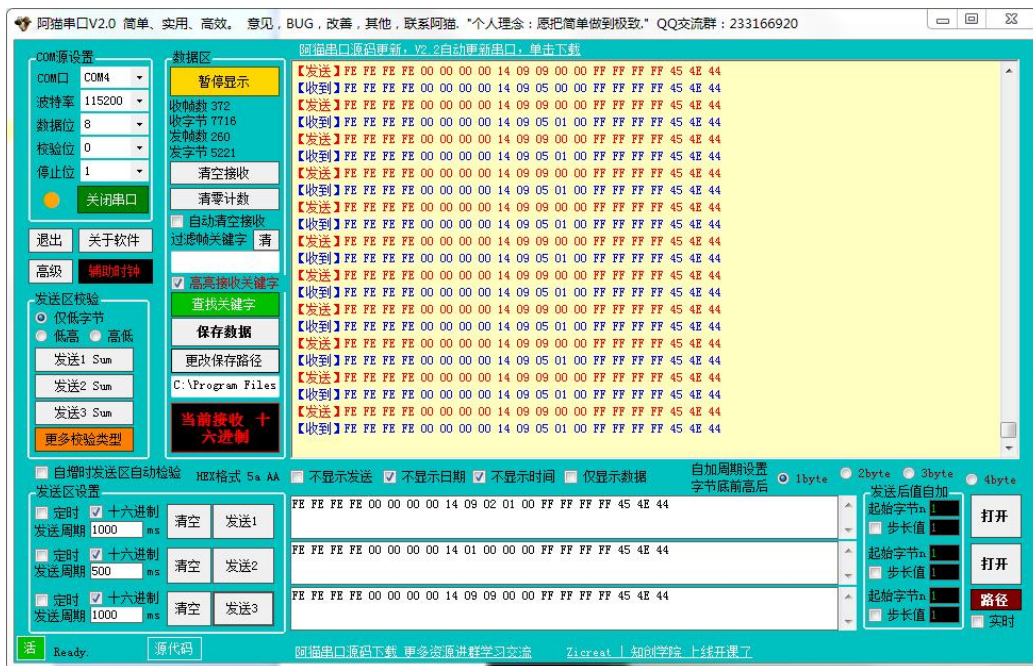 阿猫串口V2.0 简单、实用、高效。 意见，BUG，改善，其他，联系阿猫. "个人理念：愿把简单做到极致." QQ交流群：233166920
COM源设置
COM口 COM4
波特率 115200
数据位 8
校验位 0
停止位 1
关闭串口
退出 关于软件
高级 辅助时钟
发送区校验
仅低字节
低高 高低
发送1 Sum
发送2 Sum
发送3 Sum
更多校验类型
数据区
暂停显示
收帧数 372
收字节 7716
发帧数 260
发字节 5221
清空接收
清零计数
自动清空接收
过滤帧关键字 清
高亮接收关键字
查找关键字
保存数据
更改保存路径
C:\Program Files
当前接收 十
六进制
阿猫串口源码更新，V2.2自动更新串口，单击下载
【发送】FE FE FE FE 00 00 00 00 14 09 09 00 00 FF FF FF FF 45 4E 44
【收到】FE FE FE FE 00 00 00 00 14 09 05 00 00 FF FF FF FF 45 4E 44
【发送】FE FE FE FE 00 00 00 00 14 09 09 00 00 FF FF FF FF 45 4E 44
【收到】FE FE FE FE 00 00 00 00 14 09 05 01 00 FF FF FF FF 45 4E 44
【发送】FE FE FE FE 00 00 00 00 14 09 09 00 00 FF FF FF FF 45 4E 44
【收到】FE FE FE FE 00 00 00 00 14 09 05 01 00 FF FF FF FF 45 4E 44
【发送】FE FE FE FE 00 00 00 00 14 09 09 00 00 FF FF FF FF 45 4E 44
【收到】FE FE FE FE 00 00 00 00 14 09 05 01 00 FF FF FF FF 45 4E 44
【发送】FE FE FE FE 00 00 00 00 14 09 09 00 00 FF FF FF FF 45 4E 44
【收到】FE FE FE FE 00 00 00 00 14 09 05 01 00 FF FF FF FF 45 4E 44
【发送】FE FE FE FE 00 00 00 00 14 09 09 00 00 FF FF FF FF 45 4E 44
【收到】FE FE FE FE 00 00 00 00 14 09 05 01 00 FF FF FF FF 45 4E 44
【发送】FE FE FE FE 00 00 00 00 14 09 09 00 00 FF FF FF FF 45 4E 44
【收到】FE FE FE FE 00 00 00 00 14 09 05 01 00 FF FF FF FF 45 4E 44
【发送】FE FE FE FE 00 00 00 00 14 09 09 00 00 FF FF FF FF 45 4E 44
【收到】FE FE FE FE 00 00 00 00 14 09 05 01 00 FF FF FF FF 45 4E 44
【发送】FE FE FE FE 00 00 00 00 14 09 09 00 00 FF FF FF FF 45 4E 44
【收到】FE FE FE FE 00 00 00 00 14 09 05 01 00 FF FF FF FF 45 4E 44
【发送】FE FE FE FE 00 00 00 00 14 09 09 00 00 FF FF FF FF 45 4E 44
【收到】FE FE FE FE 00 00 00 00 14 09 05 01 00 FF FF FF FF 45 4E 44
【发送】FE FE FE FE 00 00 00 00 14 09 09 00 00 FF FF FF FF 45 4E 44
【收到】FE FE FE FE 00 00 00 00 14 09 05 01 00 FF FF FF FF 45 4E 44
自增时发送区自动检验 HEX格式 5a AA 不显示发送 不显示日期 不显示时间 仅显示数据
自加周期设置
字节底前高后 1byte 2byte 3byte 4byte
发送区设置
定时 十六进制
发送周期 1000 ms
清空 发送1
FE FE FE FE 00 00 00 00 14 09 02 01 00 FF FF FF FF 45 4E 44
定时 十六进制
发送周期 500 ms
清空 发送2
FE FE FE FE 00 00 00 00 14 01 00 00 00 FF FF FF FF 45 4E 44
定时 十六进制
发送周期 1000 ms
清空 发送3
FE FE FE FE 00 00 00 00 14 09 09 00 00 FF FF FF FF 45 4E 44
发送后值自加
起始字节n 1
步长值 1
打开
起始字节n 1
步长值 1
打开
起始字节n 1
步长值 1
路径
实时
活 Ready. 源代码 阿猫串口源码下载 更多资源进群学习交流 Zicreat | 知创学院 上线开课了